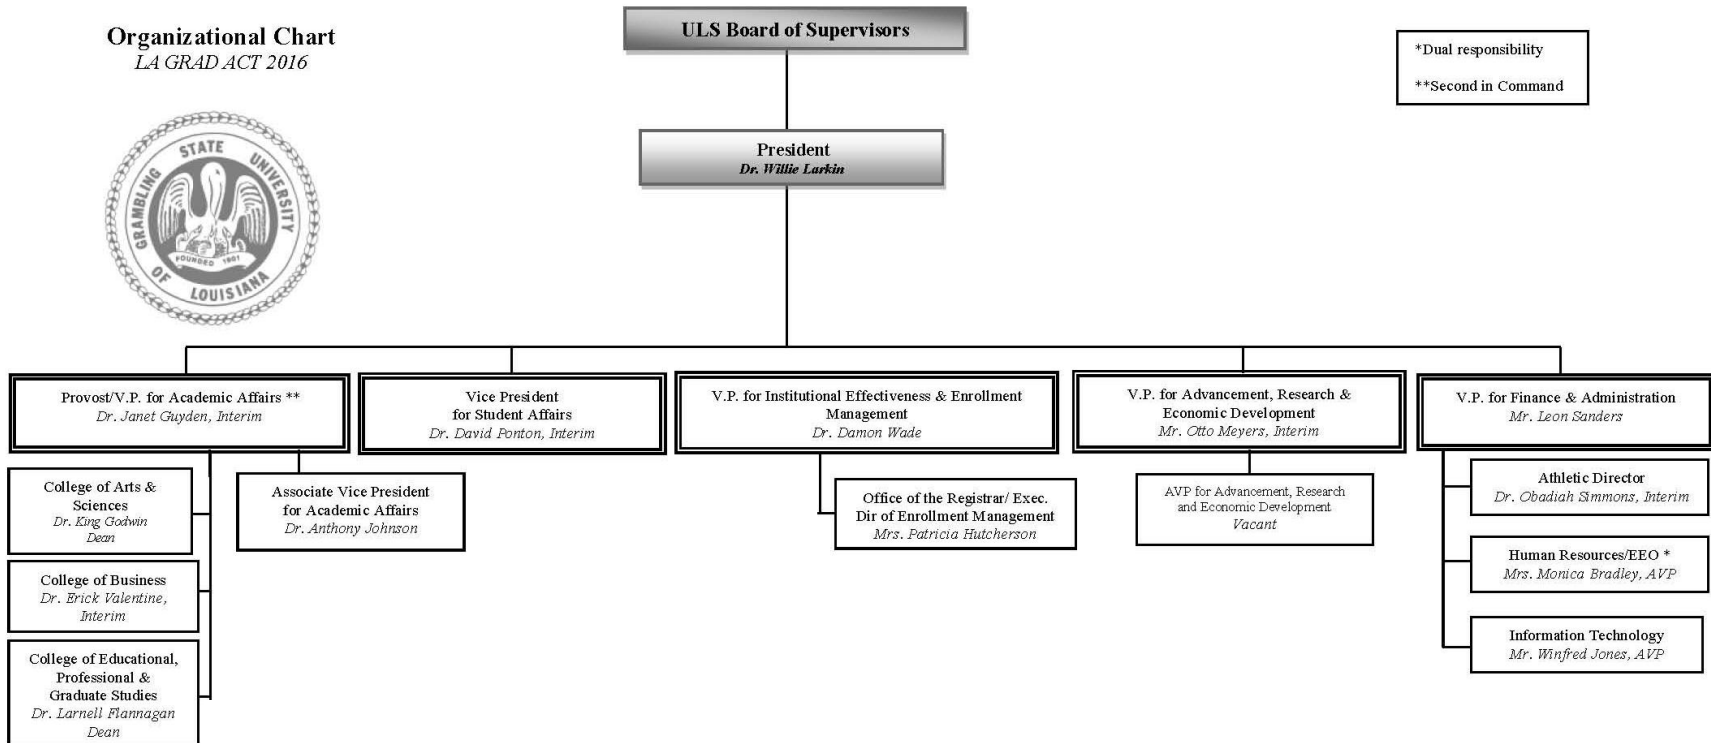 Organizational Chart
LA GRAD ACT 2016
ULS Board of Supervisors
*Dual responsibility
**Second in Command
GRAMBLING STATE UNIVERSITY
OF LOUISIANA
FOUNDED 1901
President
Dr. Willie Larkin
Provost/V.P. for Academic Affairs **
Dr. Janet Guyden, Interim
Vice President
for Student Affairs
Dr. David Ponton, Interim
V.P. for Institutional Effectiveness & Enrollment
Management
Dr. Damon Wade
V.P. for Advancement, Research &
Economic Development
Mr. Otto Meyers, Interim
V.P. for Finance & Administration
Mr. Leon Sanders
College of Arts &
Sciences
Dr. King Godwin
Dean
Associate Vice President
for Academic Affairs
Dr. Anthony Johnson
Office of the Registrar/ Exec.
Dir of Enrollment Management
Mrs. Patricia Hutcherson
AVP for Advancement, Research
and Economic Development
Vacant
Athletic Director
Dr. Obadiah Simmons, Interim
College of Business
Dr. Erick Valentine,
Interim
Human Resources/EEO *
Mrs. Monica Bradley, AVP
College of Educational,
Professional &
Graduate Studies
Dr. Larnell Flannagan
Dean
Information Technology
Mr. Winfred Jones, AVP